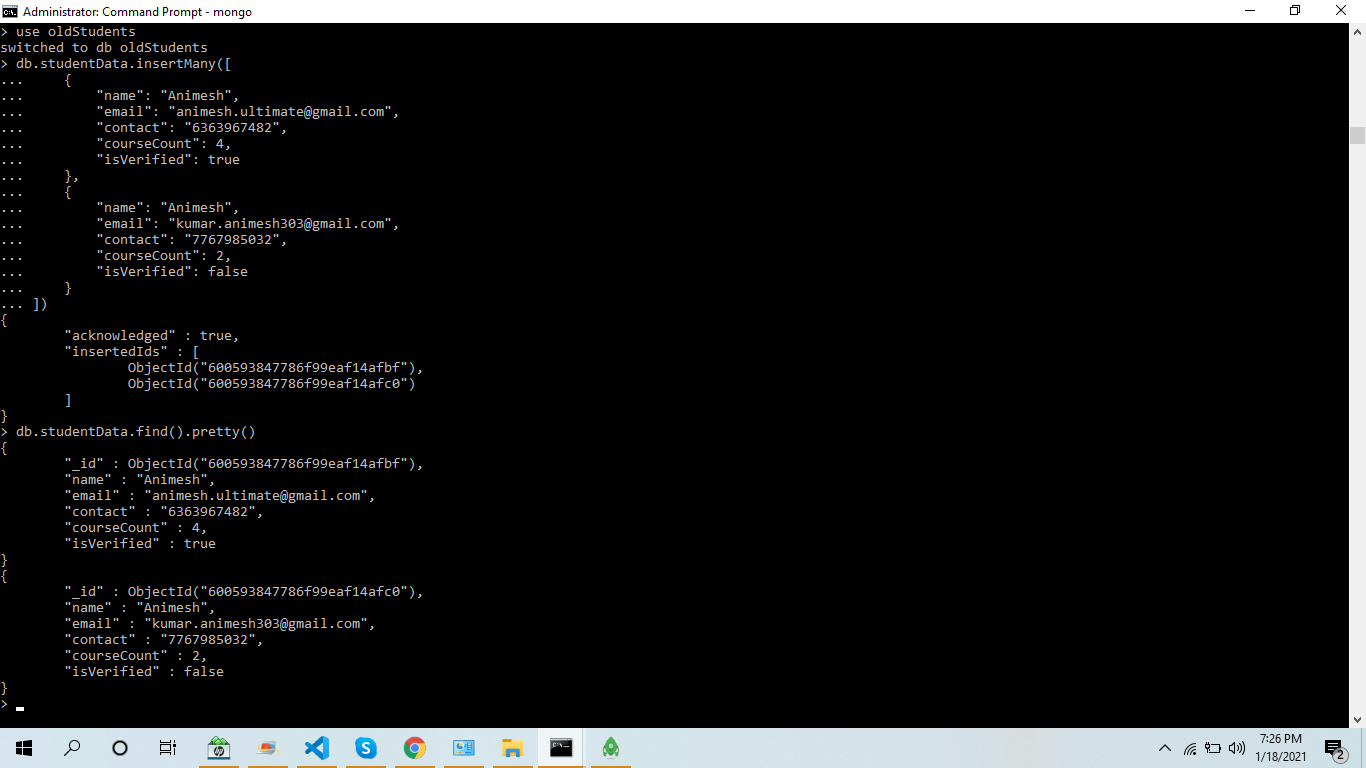 Administrator: Command Prompt - mongo
> use oldStudents
switched to db oldStudents
> db.studentData.insertMany([
...     {
...         "name": "Animesh",
...         "email": "animesh.ultimate@gmail.com",
...         "contact": "6363967482",
...         "courseCount": 4,
...         "isVerified": true
...     },
...     {
...         "name": "Animesh",
...         "email": "kumar.animesh303@gmail.com",
...         "contact": "7767985032",
...         "courseCount": 2,
...         "isVerified": false
...     }
... ])
{
        "acknowledged" : true,
        "insertedIds" : [
                ObjectId("600593847786f99eaf14afbf"),
                ObjectId("600593847786f99eaf14afc0")
        ]
}
> db.studentData.find().pretty()
{
        "_id" : ObjectId("600593847786f99eaf14afbf"),
        "name" : "Animesh",
        "email" : "animesh.ultimate@gmail.com",
        "contact" : "6363967482",
        "courseCount" : 4,
        "isVerified" : true
}
{
        "_id" : ObjectId("600593847786f99eaf14afc0"),
        "name" : "Animesh",
        "email" : "kumar.animesh303@gmail.com",
        "contact" : "7767985032",
        "courseCount" : 2,
        "isVerified" : false
}
>
7:26 PM
1/18/2021
2